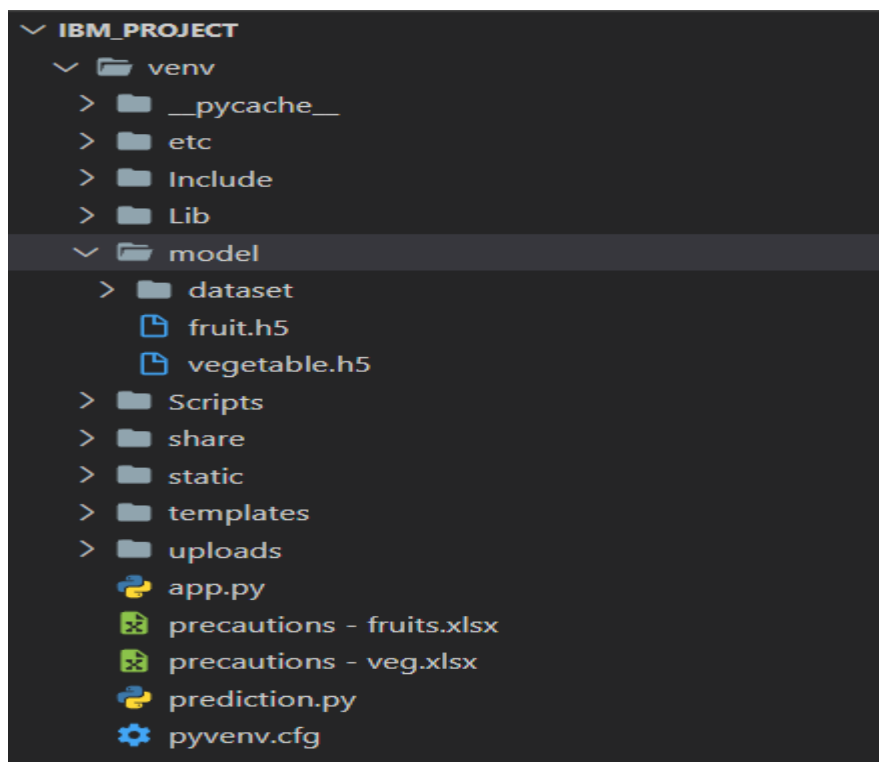 IBM_PROJECT
venv
__pycache__
etc
Include
Lib
model
dataset
fruit.h5
vegetable.h5
Scripts
share
static
templates
uploads
app.py
precautions - fruits.xlsx
precautions - veg.xlsx
prediction.py
pyvenv.cfg